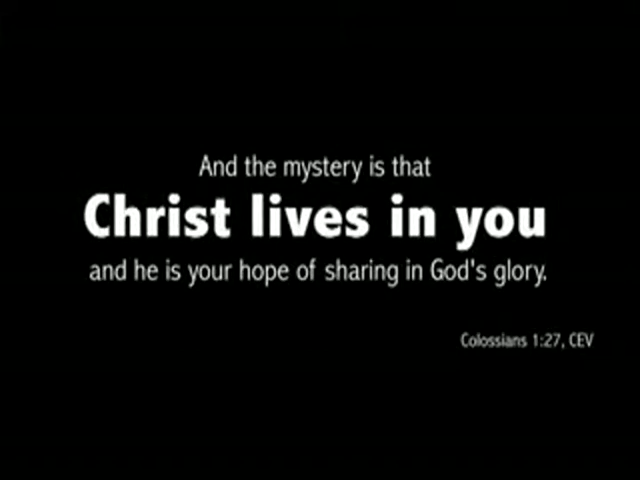 And the mystery is that
Christ lives in you
and he is your hope of sharing in God's glory.
Colossians 1:27, CEV